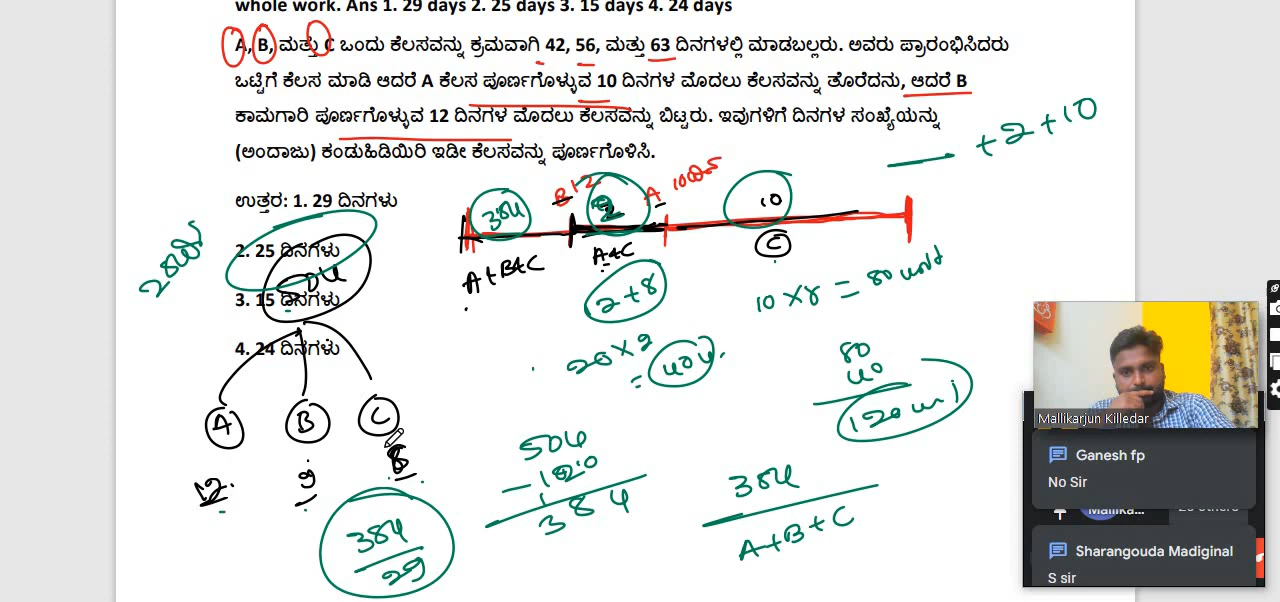 whole work. Ans 1. 29 days 2. 25 days 3. 15 days 4. 24 days
A, B, ಮತ್ತು C ಒಂದು ಕೆಲಸವನ್ನು ಕ್ರಮವಾಗಿ 42, 56, ಮತ್ತು 63 ದಿನಗಳಲ್ಲಿ ಮಾಡಬಲ್ಲರು. ಅವರು ಪ್ರಾರಂಭಿಸಿದರು
ಒಟ್ಟಿಗೆ ಕೆಲಸ ಮಾಡಿ ಆದರೆ A ಕೆಲಸ ಪೂರ್ಣಗೊಳ್ಳುವ 10 ದಿನಗಳ ಮೊದಲು ಕೆಲಸವನ್ನು ತೊರೆದನು, ಆದರೆ B
ಕಾಮಗಾರಿ ಪೂರ್ಣಗೊಳ್ಳುವ 12 ದಿನಗಳ ಮೊದಲು ಕೆಲಸವನ್ನು ಬಿಟ್ಟರು. ಇವುಗಳಿಗೆ ದಿನಗಳ ಸಂಖ್ಯೆಯನ್ನು
(ಅಂದಾಜು) ಕಂಡುಹಿಡಿಯಿರಿ ಇಡೀ ಕೆಲಸವನ್ನು ಪೂರ್ಣಗೊಳಿಸಿ.
+2+10
ಉತ್ತರ: 1. 29 ದಿನಗಳು
384
B 12
2
A 10
10
2. 25 ದಿನಗಳು
A+B+C
A+C
C
504
3. 15 ದಿನಗಳು
2+8
10 x 8 = 80 unit
4. 24 ದಿನಗಳು
20 x 2
= 40u
80
40
120
A
B
C
12
9
8
504
-120
384
384
A+B+C
384
29
Mallikarjun Killedar
Ganesh fp
No Sir
Mallika...
Sharangouda Madiginal
S sir